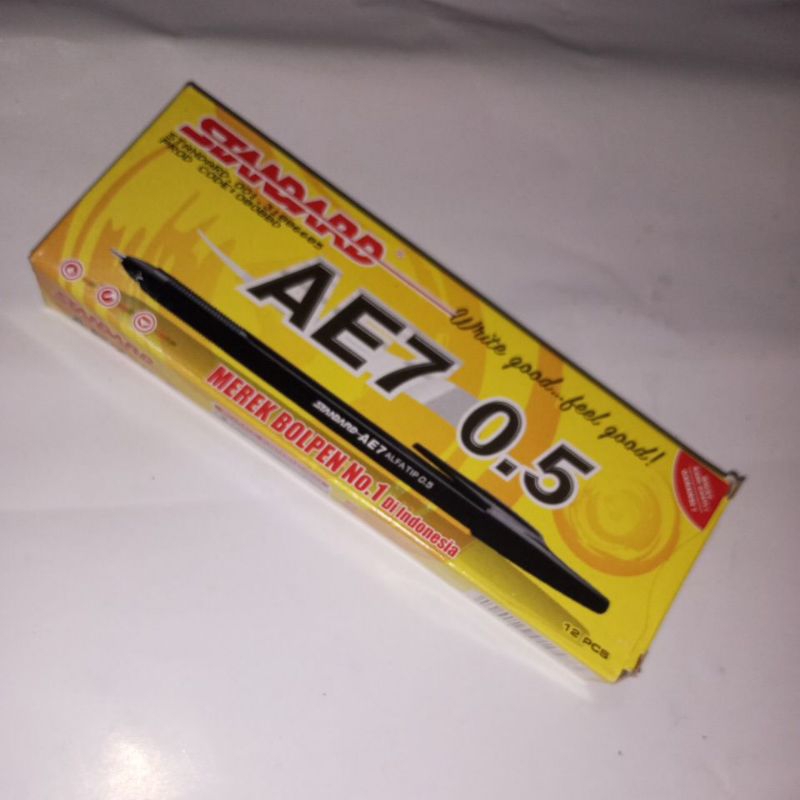 STANDARD
AE7 0.5
Write good...feel good!
STANDARD AE7 ALFATIP 0.5
MEREK BOLPEN NO.1 Di Indonesia
12 PCS
STANDARD